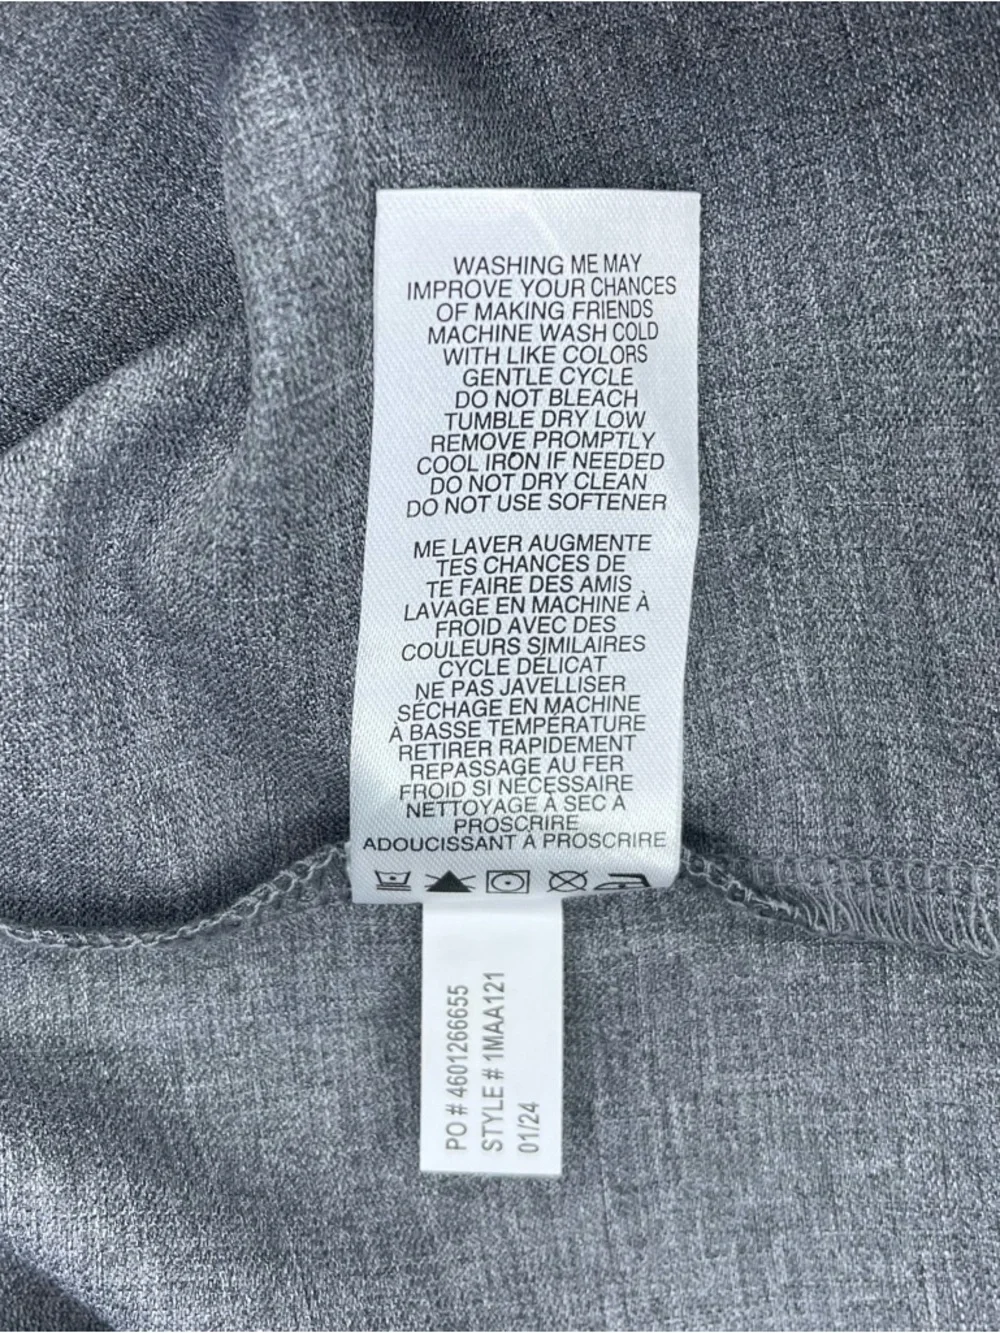 WASHING ME MAY
IMPROVE YOUR CHANCES
OF MAKING FRIENDS
MACHINE WASH COLD
WITH LIKE COLORS
GENTLE CYCLE
DO NOT BLEACH
TUMBLE DRY LOW
REMOVE PROMPTLY
COOL IRON IF NEEDED
DO NOT DRY CLEAN
DO NOT USE SOFTENER
ME LAVER AUGMENTE
TES CHANCES DE
TE FAIRE DES AMIS
LAVAGE EN MACHINE À
FROID AVEC DES
COULEURS SIMILAIRES
CYCLE DÉLICAT
NE PAS JAVELLISER
SÉCHAGE EN MACHINE
À BASSE TEMPÉRATURE
RETIRER RAPIDEMENT
REPASSAGE AU FER
FROID SI NÉCESSAIRE
NETTOYAGE À SEC À
PROSCRIRE
ADOUCISSANT À PROSCRIRE
PO # 4601266655
STYLE # 1MAA121
01/24